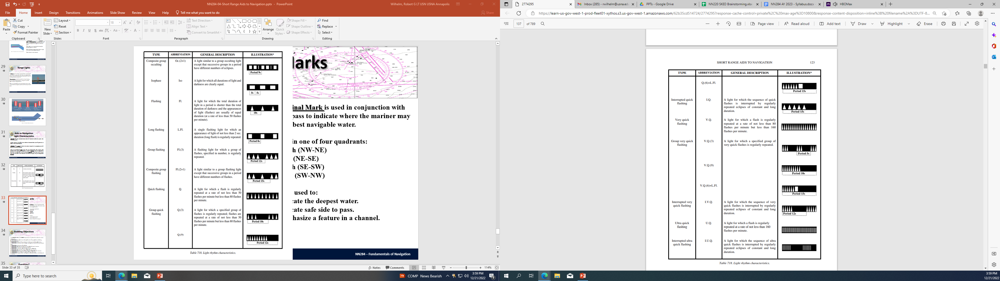 NN284-04-Short Range Aids to Navigation.pptx - PowerPoint
Wilhelm, Robert G LT USN USNA Annapolis
File Home Insert Design Transitions Animations Slide Show Review View Help Tell me what you want to do Share
Paste
Cut
Copy
Format Painter
Clipboard
New Slide
Layout
Reset
Section
Slides
18
Font
Text Direction
Align Text
Convert to SmartArt
Paragraph
Arrange
Quick Styles
Shape Fill
Shape Outline
Shape Effects
Drawing
Find
Replace
Select
Editing
29
Range Lights
30
31
Aids to Navigation
Light Characteristics
32
33
arks
34
Enabling Objectives
35
Questions?
TYPE ABBREVIATION GENERAL DESCRIPTION ILLUSTRATION*
Composite group occulting Oc.(2+1) A light similar to a group occulting light
except that successive groups in a period
have different numbers of eclipses.
Period 9s
Isophase Iso A light for which all durations of light and
darkness are clearly equal.
5s 5s
Flashing Fl. A light for which the total duration of
light in a period is shorter than the total
duration of darkness and the appearances
of light (flashes) are usually of equal
duration (at a rate of less than 50 flashes
per minute).
10s
Long flashing L.Fl. A single flashing light for which an
appearance of light of not less than 2 sec.
duration (long flash) is regularly repeated.
Period 8s
Group flashing Fl.(3) A flashing light for which a group of
flashes, specified in number, is regularly
repeated.
Period 12s
Composite group flashing Fl.(2+1) A light similar to a group flashing light
except that successive groups in a period
have different numbers of flashes.
Period 15s
Quick flashing Q. A light for which a flash is regularly
repeated at a rate of not less than 50
flashes per minute but less than 80 flashes
per minute.
Group quick flashing Q.(3) A light for which a specified group of
flashes is regularly repeated; flashes are
repeated at a rate of not less than 50
flashes per minute but less than 80 flashes
per minute.
Period 10s
Q.(9)
Period 12s
Table 718. Light rhythm characteristics.
arks
inal Mark is used in conjunction with
pass to indicate where the mariner may
best navigable water.
in one of four quadrants:
h (NW-NE)
(NE-SE)
h (SE-SW)
(SW-NW)
used to:
cate the deepest water.
cate safe side to pass.
hasize a feature in a channel.
NN284 – Fundamentals of Navigation
Slide 33 of 35
Notes Comments 114%
Type here to search
COMP News Bearish
3:59 PM
12/21/2022
9
2774295
Inbox (285) - rwilhelm@usna.ed
PPTs - Google Drive
NN220 SKED Brainstorming.xlsx
NN284 AY 2023 - Syllabus.docx
HBOMax
https://learn-us-gov-west-1-prod-fleet01-xythos.s3.us-gov-west-1.amazonaws.com/62b35cd514724/2774295?response-cache-control=private%2C%20max-age%3D10800&response-content-disposition=inline%3B%20filename%2A%3DUTF-8...
137 of 789
Page view Read aloud Add text Draw Highlight Erase
SHORT RANGE AIDS TO NAVIGATION 123
TYPE ABBREVIATION GENERAL DESCRIPTION ILLUSTRATION*
Q.(6)+L.Fl.
Period 15s
Interrupted quick flashing I.Q. A light for which the sequence of quick
flashes is interrupted by regularly
repeated eclipses of constant and long
duration.
Period 15s
Very quick flashing V.Q. A light for which a flash is regularly
repeated at a rate of not less than 80
flashes per minute but less than 160
flashes per minute.
Group very quick flashing V.Q.(3) A light for which a specified group of
very quick flashes is regularly repeated.
Period 5s
V.Q.(9)
Period 10s
V.Q.(6)+L.Fl.
Period 15s
Interrupted very quick flashing I.V.Q. A light for which the sequence of very
quick flashes is interrupted by regularly
repeated eclipses of constant and long
duration.
Period 12s
Ultra quick flashing U.Q. A light for which a flash is regularly
repeated at a rate of not less than 160
flashes per minute.
Interrupted ultra quick flashing I.U.Q. A light for which the sequence of ultra
quick flashes is interrupted by regularly
repeated eclipses of constant and long
duration.
Table 718. Light rhythm characteristics.
3:59 PM
12/21/2022